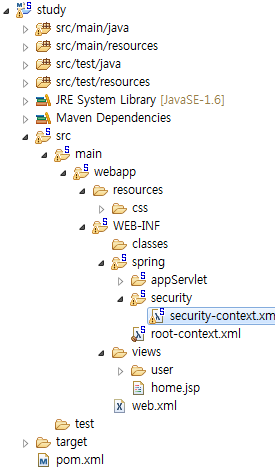 study
src/main/java
src/main/resources
src/test/java
src/test/resources
JRE System Library [JavaSE-1.6]
Maven Dependencies
src
main
webapp
resources
css
WEB-INF
classes
spring
appServlet
security
security-context.xm
root-context.xml
views
user
home.jsp
web.xml
test
target
pom.xml